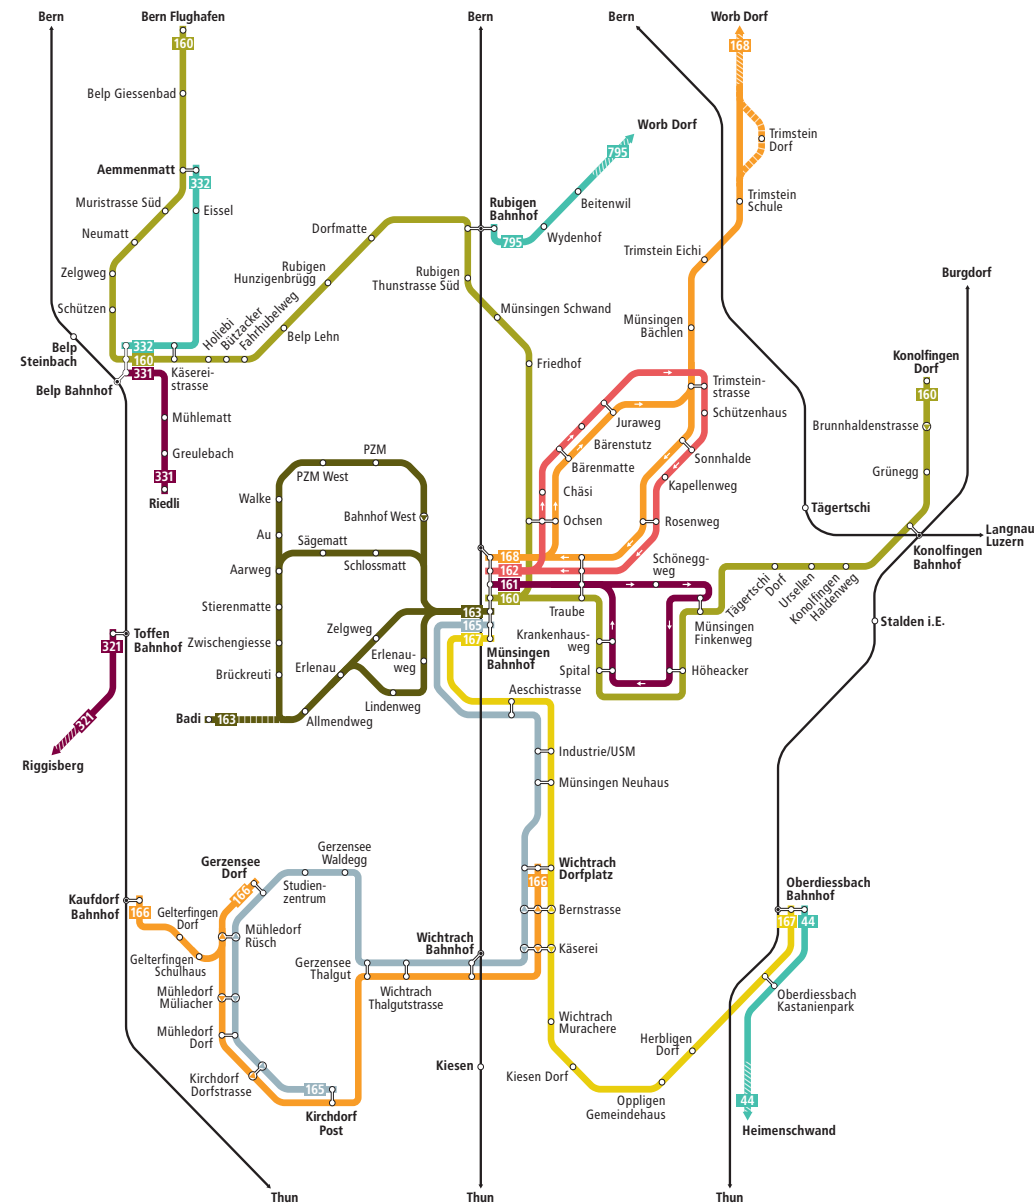 Bern
Bern Flughafen
Bern
Bern
Worb Dorf
160
168
Belp Giessenbad
Worb Dorf
795
Trimstein
Dorf
Aemmenmatt
332
Muristrasse Süd
Eissel
Rubigen
Bahnhof
Beitenwil
Trimstein
Schule
Neumatt
Dorfmatte
795
Wydenhof
Trimstein Eichi
Zelgweg
Rubigen
Hunzigenbrügg
Rubigen
Thunstrasse Süd
Burgdorf
Schützen
Holiebi
Bützacker
Fahrhubelweg
Belp Lehn
Münsingen Schwand
Münsingen
Bächlen
Belp
Steinbach
332
160
331
Käserei-
strasse
Friedhof
Konolfingen
Dorf
160
Belp Bahnhof
Trimstein-
strasse
Mühlematt
Juraweg
Schützenhaus
Brunnhaldenstrasse
Greulebach
PZM
Bärenstutz
Sonnhalde
331
Riedli
PZM West
Bärenmatte
Kapellenweg
Grünegg
Walke
Bahnhof West
Chäsi
Tägertschi
Au
Sägematt
Ochsen
Rosenweg
Langnau
Luzern
Aarweg
Schlossmatt
168
162
161
160
Schönegg-
weg
Konolfingen
Bahnhof
Stierenmatte
163
165
167
Traube
Tägertschi
Dorf
Ursellen
Konolfingen
Haldenweg
Toffen
Bahnhof
321
Zwischengiesse
Zelgweg
Krankenhaus-
weg
Münsingen
Finkenweg
Stalden i.E.
Brückreuti
Erlenau
Erlenau-
weg
Münsingen
Bahnhof
Spital
Höheacker
Lindenweg
Aeschistrasse
321
Badi
163
Allmendweg
Riggisberg
Industrie/USM
Münsingen Neuhaus
Gerzensee
Dorf
Gerzensee
Waldegg
Wichtrach
Dorfplatz
166
Studien-
zentrum
166
Oberdiessbach
Bahnhof
167
44
Kaufdorf
Bahnhof
166
Gelterfingen
Dorf
Bernstrasse
Mühledorf
Rüsch
Wichtrach
Bahnhof
Käserei
Gelterfingen
Schulhaus
Gerzensee
Thalgut
Wichtrach
Thalgutstrasse
Mühledorf
Müliacher
Oberdiessbach
Kastanienpark
Mühledorf
Dorf
Wichtrach
Murachere
Herbligen
Dorf
Kirchdorf
Dorfstrasse
165
Kiesen
Kiesen Dorf
Kirchdorf
Post
Oppligen
Gemeindehaus
44
Heimenschwand
Thun
Thun
Thun